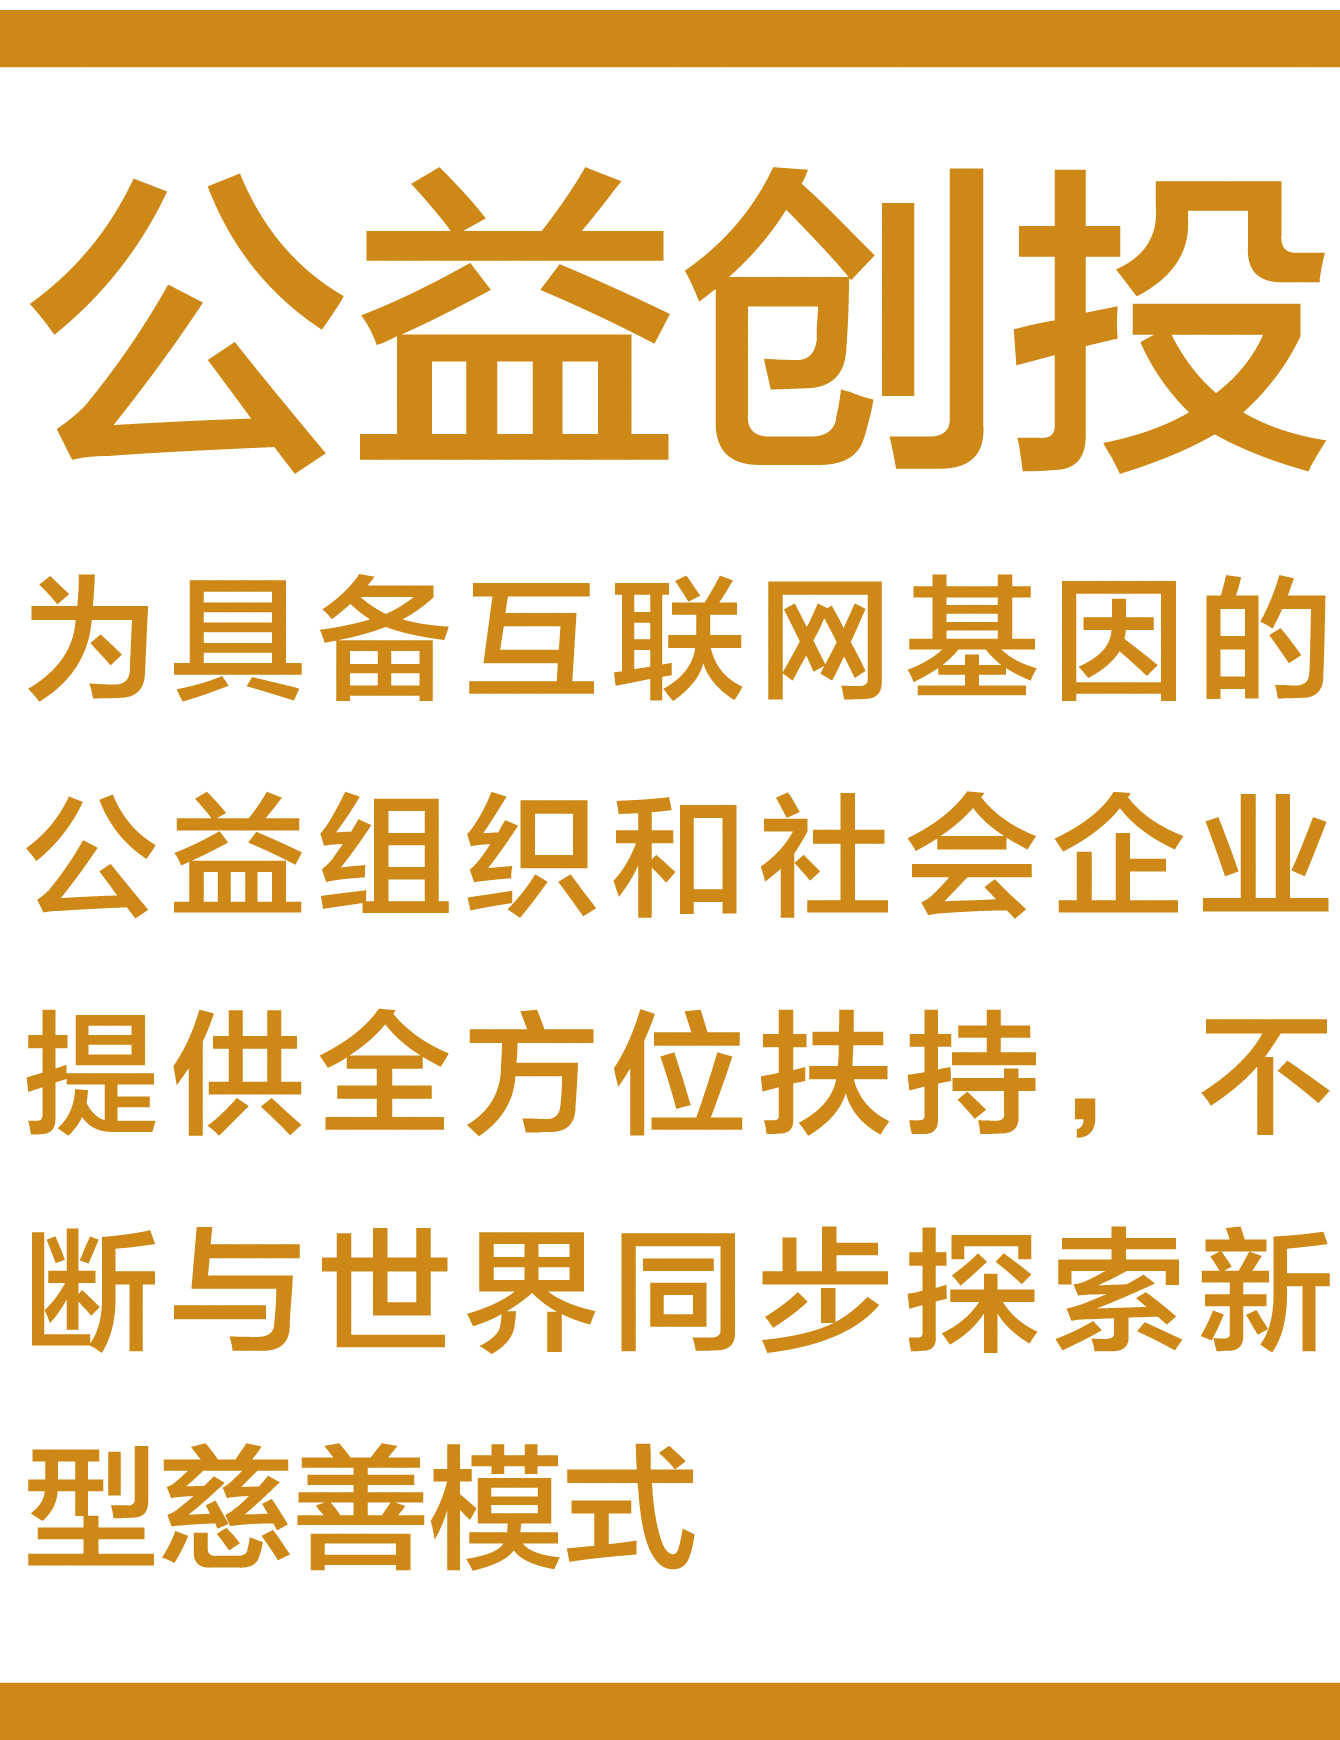 公益创投
为具备互联网基因的
公益组织和社会企业
提供全方位扶持，不
断与世界同步探索新
型慈善模式